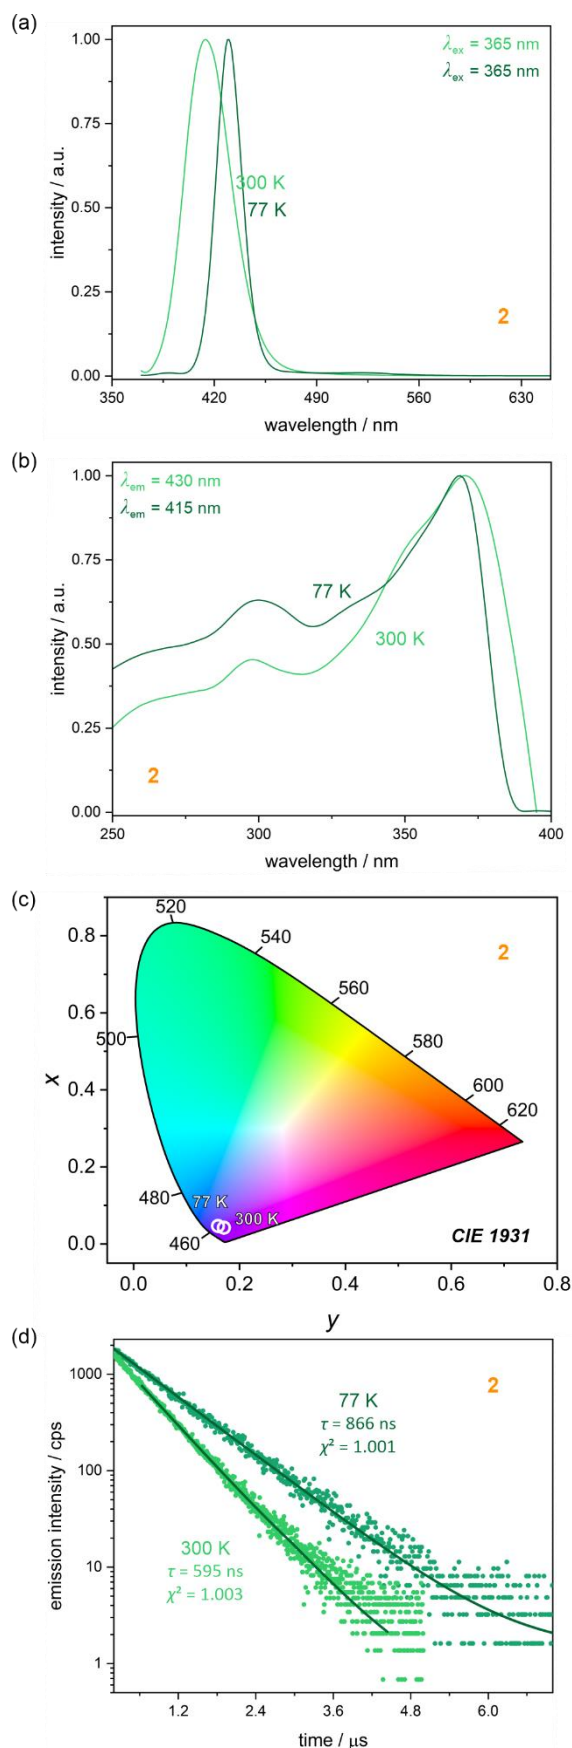 (a)
1.00
0.75
0.50
0.25
0.00
intensity / a.u.
λex = 365 nm
λex = 365 nm
300 K
77 K
2
350 420 490 560 630
wavelength / nm
(b)
1.00
0.75
0.50
0.25
0.00
intensity / a.u.
λem = 430 nm
λem = 415 nm
77 K
300 K
2
250 300 350 400
wavelength / nm
(c)
0.8
0.6
0.4
0.2
0.0
x
520
540
560
580
600
620
500
480
460
77 K
300 K
2
CIE 1931
0.0 0.2 0.4 0.6 0.8
y
(d)
1000
100
10
1
emission intensity / cps
2
77 K
τ = 866 ns
χ² = 1.001
300 K
τ = 595 ns
χ² = 1.003
1.2 2.4 3.6 4.8 6.0
time / μs